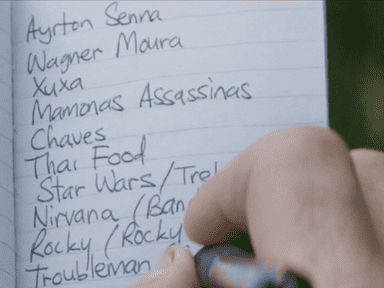 Ayrton Senna
Wagner Moura
Xuxa
Mamonas Assassinas
Chaves
Thai Food
Star Wars /
Nirvana
Rocky / Rocky
Troubleman